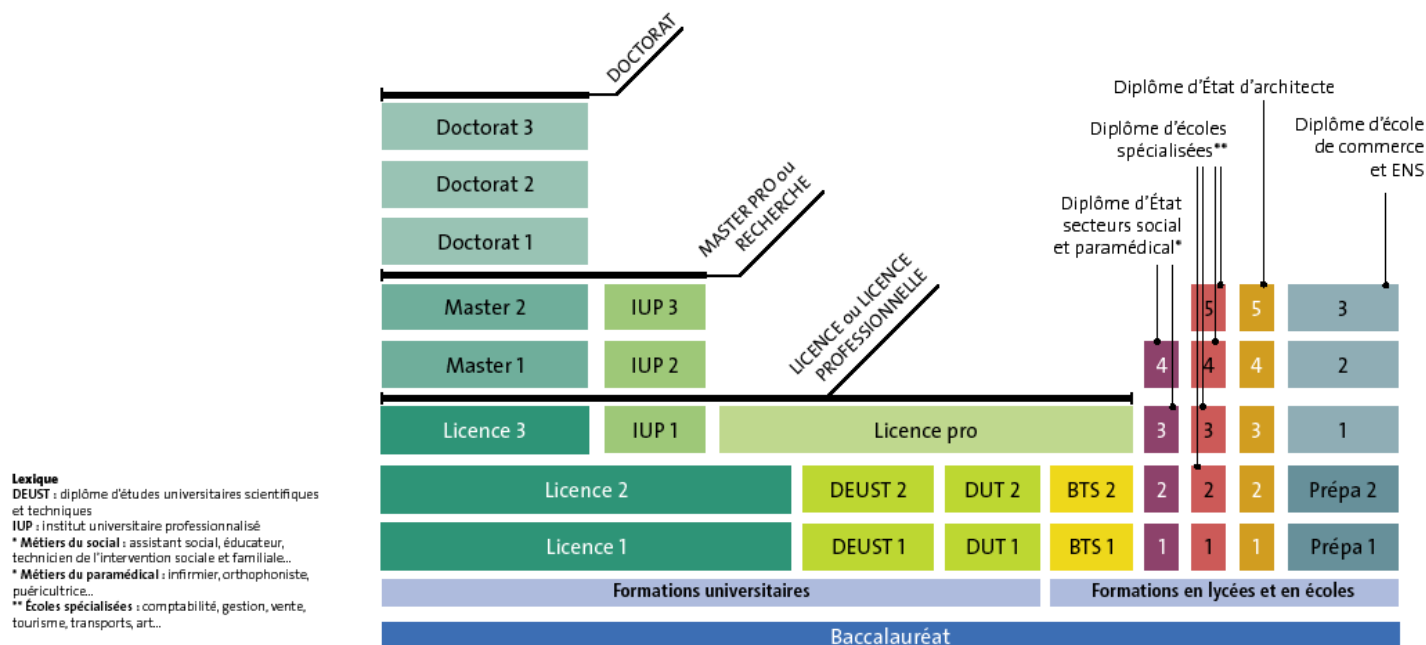 DOCTORAT
Diplôme d'État d'architecte
Doctorat 3
Diplôme d'écoles
spécialisées**
Diplôme d'école
de commerce
et ENS
Doctorat 2
MASTER PRO ou
RECHERCHE
Diplôme d'État
secteurs social
et paramédical*
Doctorat 1
LICENCE ou LICENCE
PROFESSIONNELLE
Master 2 IUP 3 5 5 3
Master 1 IUP 2 4 4 4 2
Licence 3 IUP 1 Licence pro 3 3 3 1
Licence 2 DEUST 2 DUT 2 BTS 2 2 2 2 Prépa 2
Licence 1 DEUST 1 DUT 1 BTS 1 1 1 1 Prépa 1
Formations universitaires Formations en lycées et en écoles
Baccalauréat
Lexique
DEUST : diplôme d'études universitaires scientifiques
et techniques
IUP : institut universitaire professionnalisé
* Métiers du social : assistant social, éducateur,
technicien de l'intervention sociale et familiale...
* Métiers du paramédical : infirmier, orthophoniste,
puéricultrice...
** Écoles spécialisées : comptabilité, gestion, vente,
tourisme, transports, art...